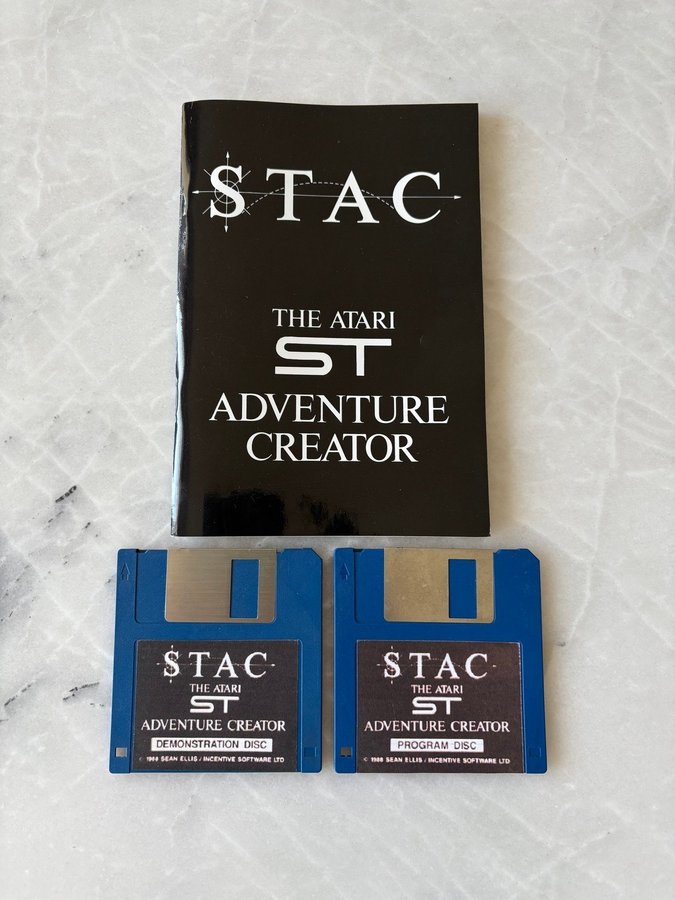 STAC
THE ATARI
ST
ADVENTURE
CREATOR
STAC
THE ATARI
ST
ADVENTURE CREATOR
DEMONSTRATION DISC
© 1988 SEAN ELLIS / INCENTIVE SOFTWARE LTD
STAC
THE ATARI
ST
ADVENTURE CREATOR
PROGRAM DISC
© 1988 SEAN ELLIS / INCENTIVE SOFTWARE LTD